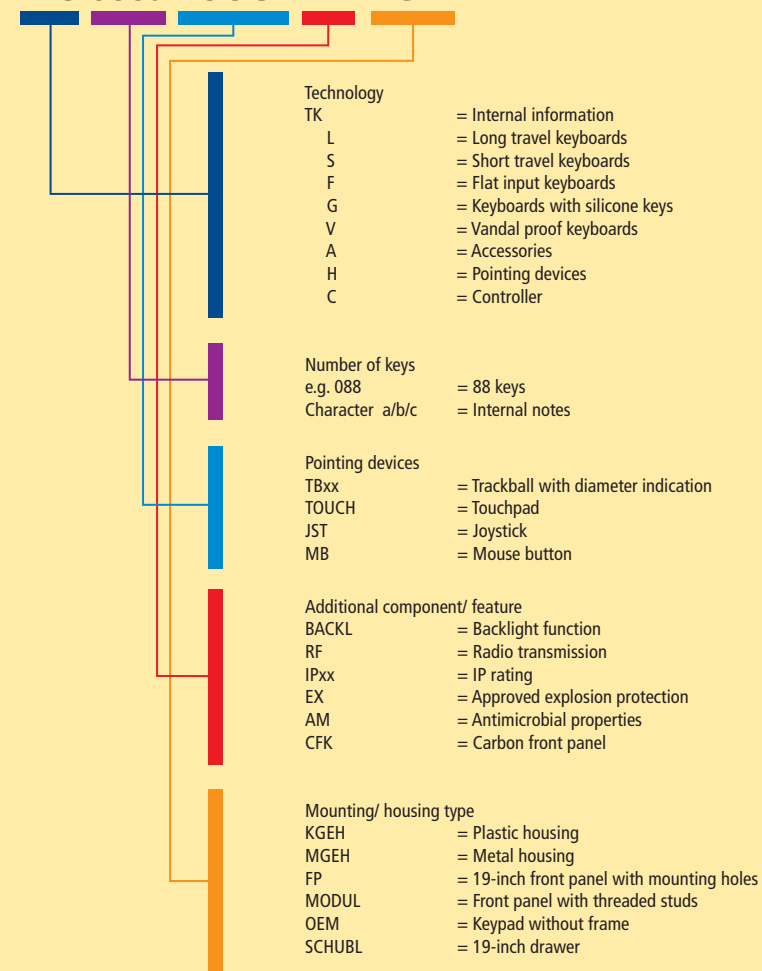 Technology
TK = Internal information
L = Long travel keyboards
S = Short travel keyboards
F = Flat input keyboards
G = Keyboards with silicone keys
V = Vandal proof keyboards
A = Accessories
H = Pointing devices
C = Controller
Number of keys
e.g. 088 = 88 keys
Character a/b/c = Internal notes
Pointing devices
TBxx = Trackball with diameter indication
TOUCH = Touchpad
JST = Joystick
MB = Mouse button
Additional component/ feature
BACKL = Backlight function
RF = Radio transmission
IPxx = IP rating
EX = Approved explosion protection
AM = Antimicrobial properties
CFK = Carbon front panel
Mounting/ housing type
KGEH = Plastic housing
MGEH = Metal housing
FP = 19-inch front panel with mounting holes
MODUL = Front panel with threaded studs
OEM = Keypad without frame
SCHUBL = 19-inch drawer